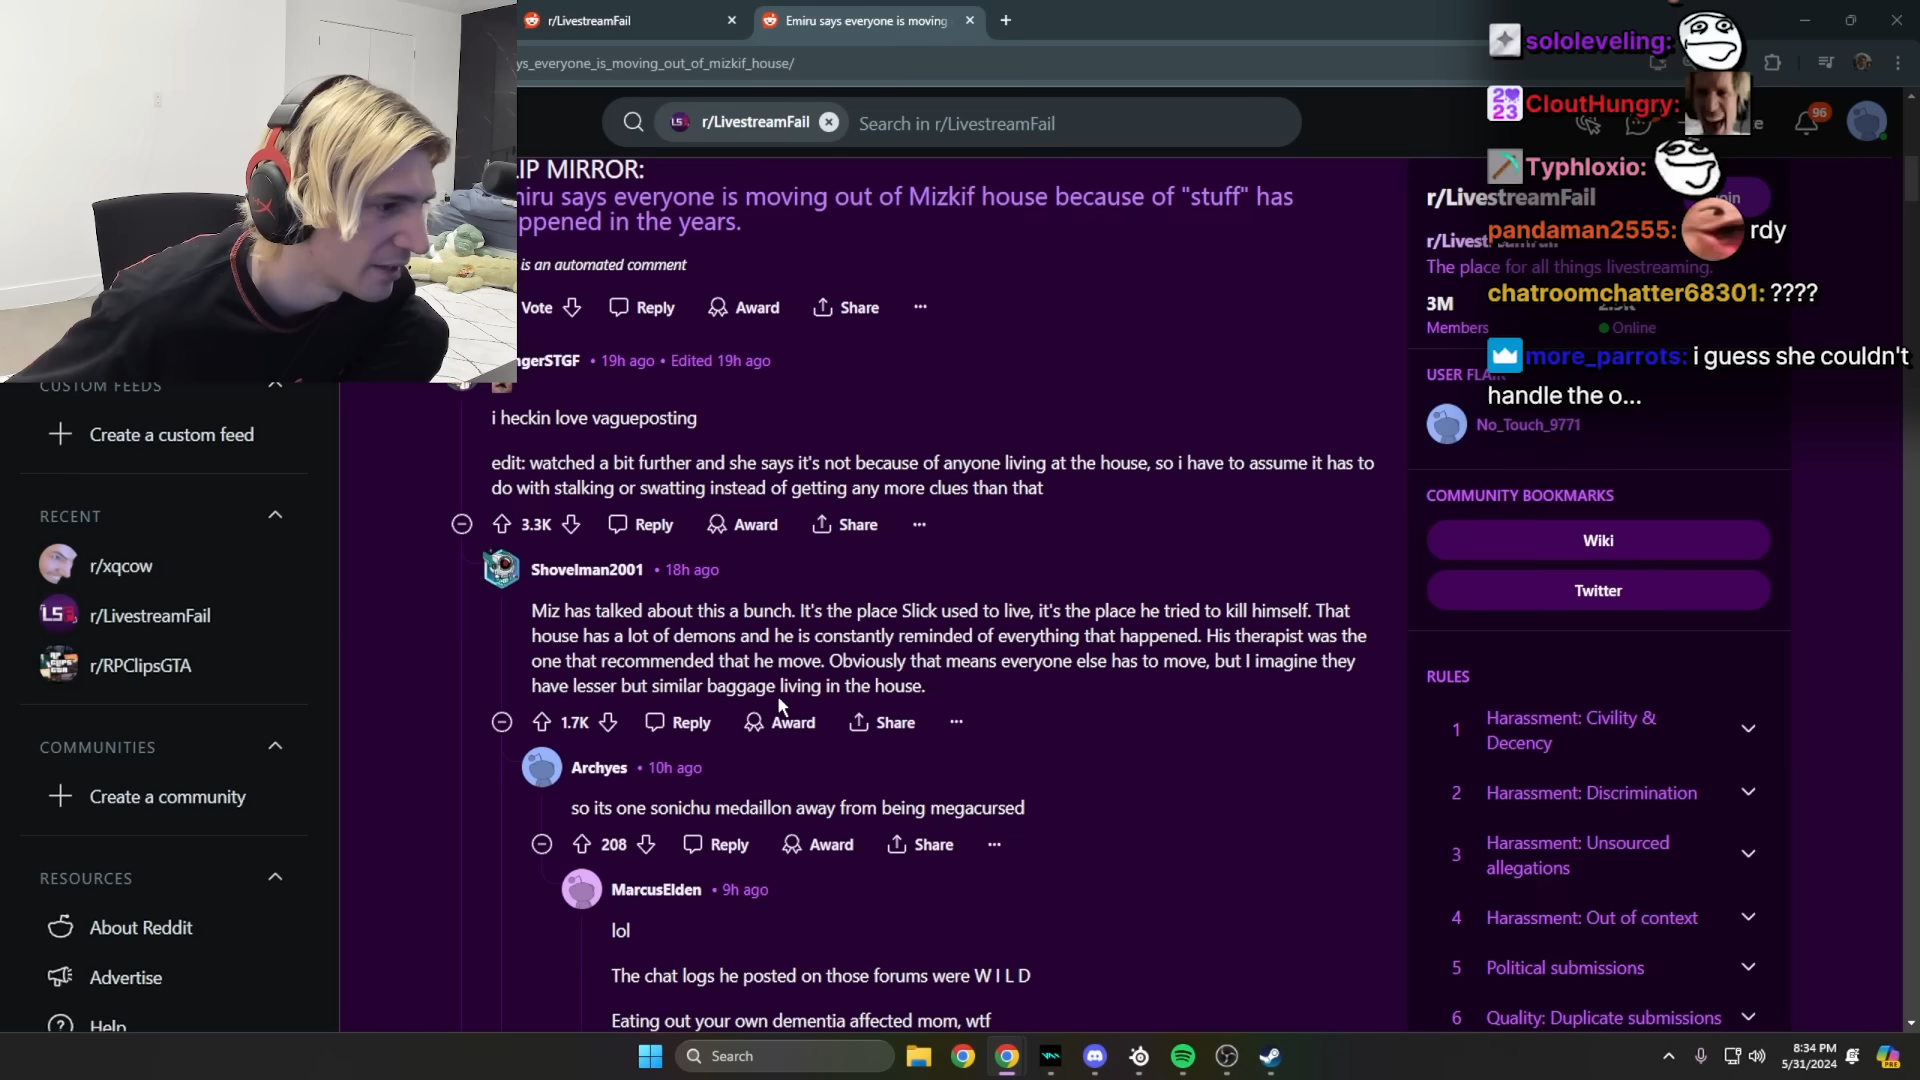 r/LivestreamFail
Emiru says everyone is moving
ys_everyone_is_moving_out_of_mizkif_house/
r/LivestreamFail
Search in r/LivestreamFail
96
sololeveling:
CloutHungry:
Typhloxio:
pandaman2555: rdy
chatroomchatter68301: ????
more_parrots: i guess she couldn't
handle the o...
IP MIRROR:
miru says everyone is moving out of Mizkif house because of "stuff" has
ppened in the years.
is an automated comment
Vote
Reply
Award
Share
ngerSTGF • 19h ago • Edited 19h ago
i heckin love vagueposting
edit: watched a bit further and she says it's not because of anyone living at the house, so i have to assume it has to
do with stalking or swatting instead of getting any more clues than that
3.3K
Reply
Award
Share
Shovelman2001 • 18h ago
Miz has talked about this a bunch. It's the place Slick used to live, it's the place he tried to kill himself. That
house has a lot of demons and he is constantly reminded of everything that happened. His therapist was the
one that recommended that he move. Obviously that means everyone else has to move, but I imagine they
have lesser but similar baggage living in the house.
1.7K
Reply
Award
Share
Archyes • 10h ago
so its one sonichu medaillon away from being megacursed
208
Reply
Award
Share
MarcusElden • 9h ago
lol
The chat logs he posted on those forums were W I L D
Eating out your own dementia affected mom, wtf
CUSTOM FEEDS
Create a custom feed
RECENT
r/xqcow
r/LivestreamFail
r/RPClipsGTA
COMMUNITIES
Create a community
RESOURCES
About Reddit
Advertise
Help
r/LivestreamFail
The place for all things livestreaming.
3M
Members
Online
USER FLAIR
No_Touch_9771
COMMUNITY BOOKMARKS
Wiki
Twitter
RULES
1 Harassment: Civility &
Decency
2 Harassment: Discrimination
3 Harassment: Unsourced
allegations
4 Harassment: Out of context
5 Political submissions
6 Quality: Duplicate submissions
Search
8:34 PM
5/31/2024